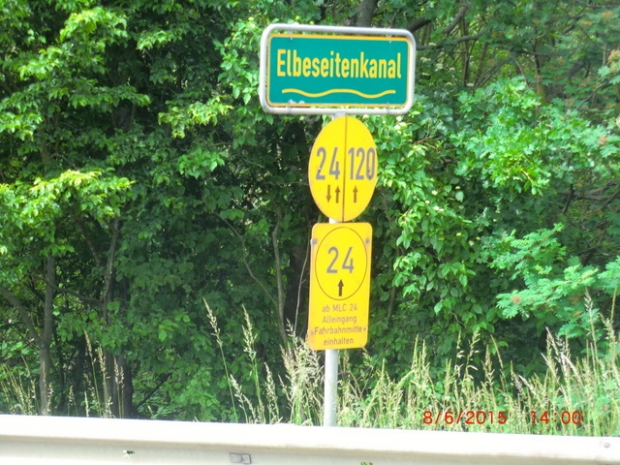 Elbeseitenkanal
24 120
24
ab MLC 24
Alleingang
Fahrbahnmitte
einhalten
8/6/2015 14:00